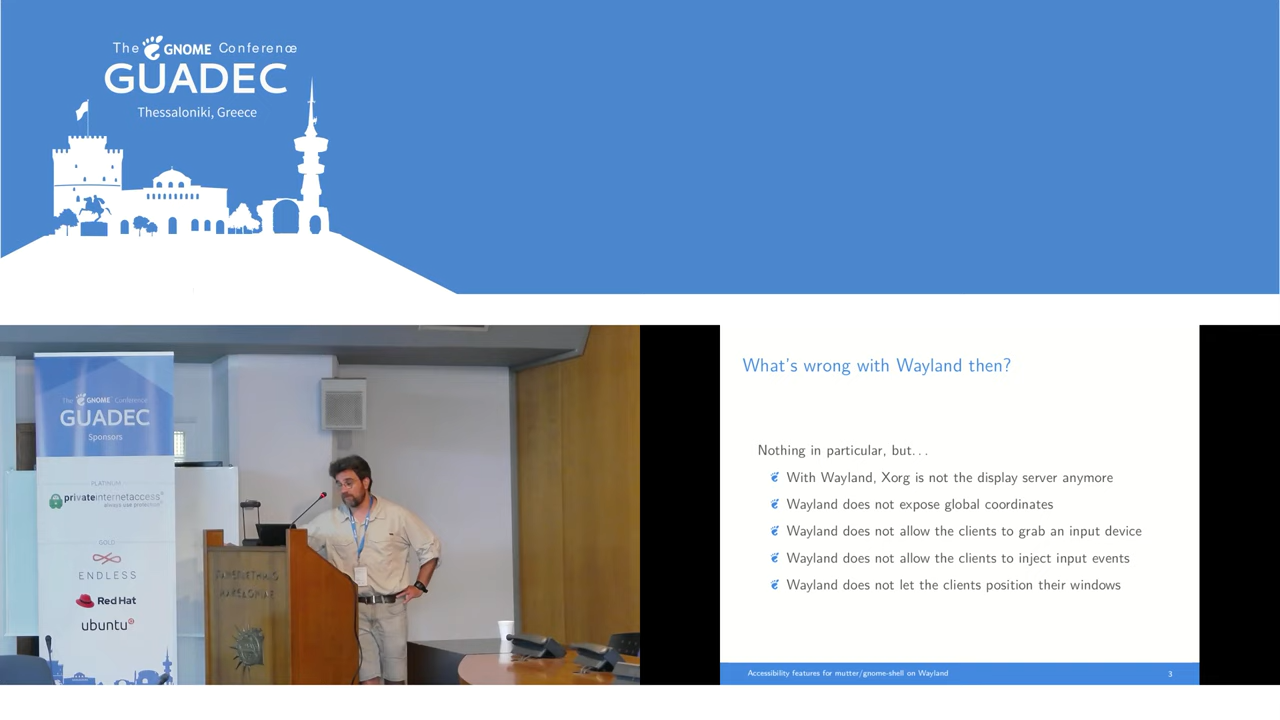 The GNOME Conference
GUADEC
Thessaloniki, Greece
The GNOME Conference
GUADEC
Sponsors
PLATINUM
privateinternetaccess®
always use protection®
GOLD
ENDLESS
Red Hat
ubuntu
What's wrong with Wayland then?
Nothing in particular, but...
With Wayland, Xorg is not the display server anymore
Wayland does not expose global coordinates
Wayland does not allow the clients to grab an input device
Wayland does not allow the clients to inject input events
Wayland does not let the clients position their windows
Accessibility features for mutter/gnome-shell on Wayland
3